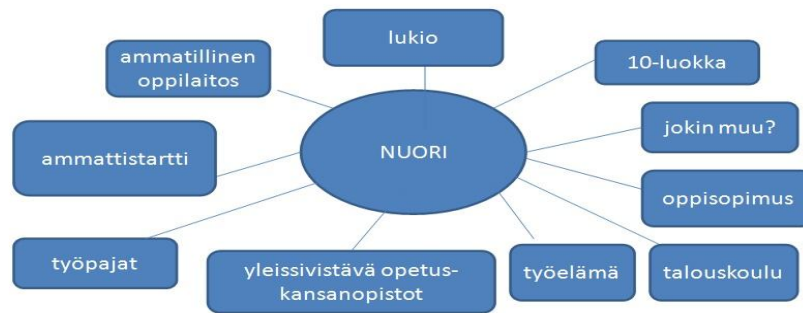 lukio
ammatillinen
oppilaitos
10-luokka
jokin muu?
NUORI
ammattistartti
oppisopimus
työpajat
yleissivistävä opetus-
kansanopistot
työelämä
talouskoulu